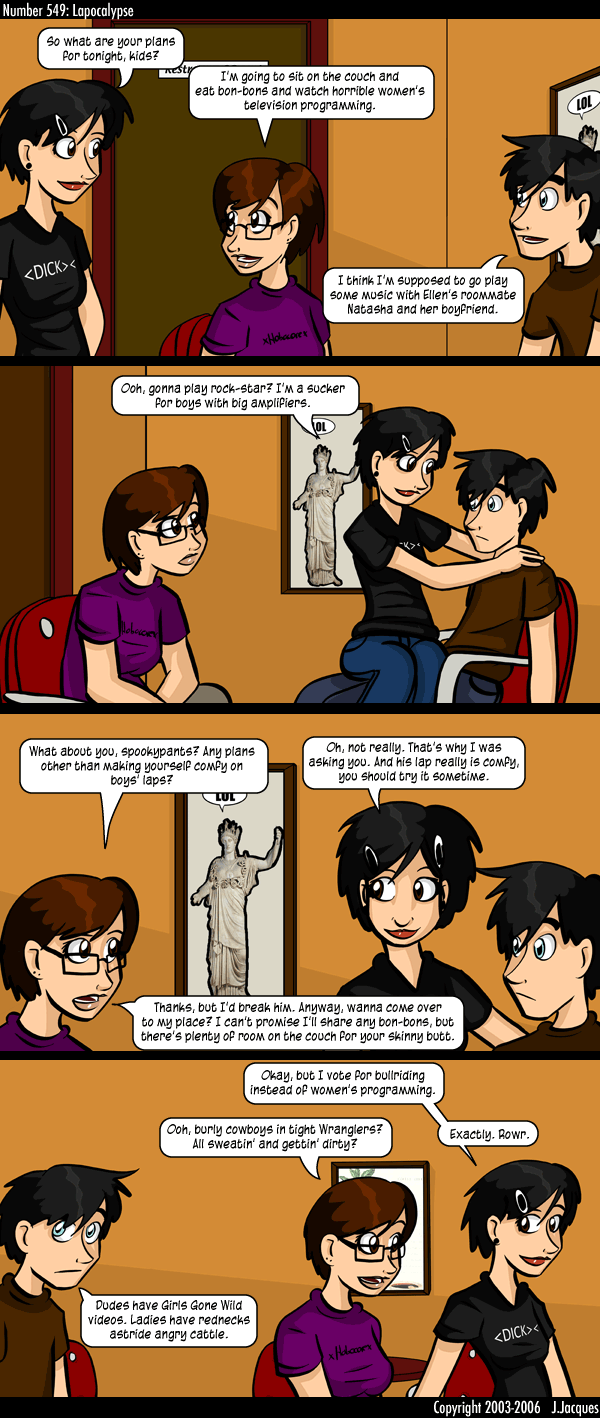 Number 549: Lapocalypse
So what are your plans
for tonight, kids?
I'm going to sit on the couch and
eat bon-bons and watch horrible women's
television programming.
LOL
<DICK><
I think I'm supposed to go play
some music with Ellen's roommate
Natasha and her boyfriend.
Ooh, gonna play rock-star? I'm a sucker
for boys with big amplifiers.
OL
CK><
What about you, spookypants? Any plans
other than making yourself comfy on
boys' laps?
Oh, not really. That's why I was
asking you. And his lap really is comfy,
you should try it sometime.
LOL
Thanks, but I'd break him. Anyway, wanna come over
to my place? I can't promise I'll share any bon-bons, but
there's plenty of room on the couch for your skinny butt.
Okay, but I vote for bullriding
instead of women's programming.
Ooh, burly cowboys in tight Wranglers?
All sweatin' and gettin' dirty?
Exactly. Rowr.
Dudes have Girls Gone Wild
videos. Ladies have rednecks
astride angry cattle.
<DICK><
Copyright 2003-2006 J.Jacques